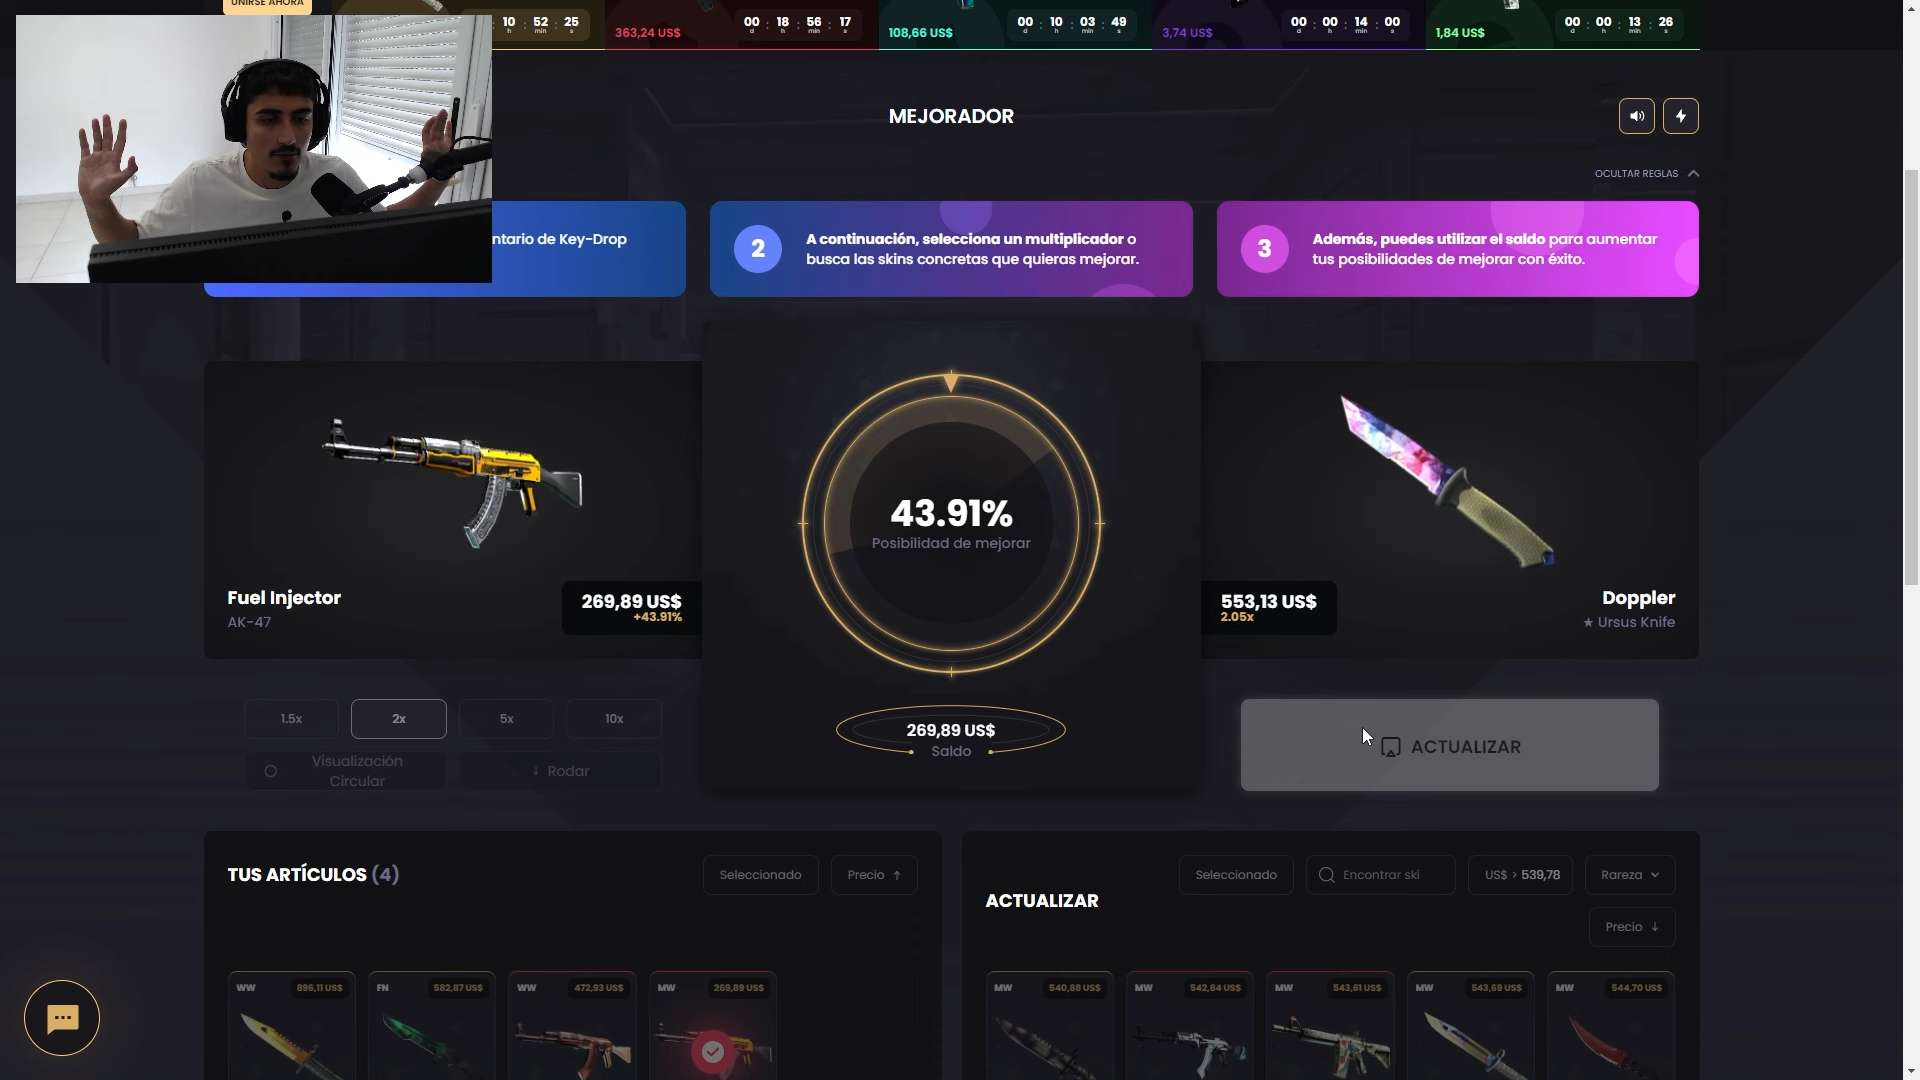 UNIRSE AHORA
10 : 52 : 25
h min s
363,24 US$
00 : 18 : 56 : 17
d h min s
108,66 US$
00 : 10 : 03 : 49
d h min s
3,74 US$
00 : 00 : 14 : 00
d h min s
1,84 US$
00 : 00 : 13 : 26
d h min s
MEJORADOR
OCULTAR REGLAS
ntario de Key-Drop
2
A continuación, selecciona un multiplicador o
busca las skins concretas que quieras mejorar.
3
Además, puedes utilizar el saldo para aumentar
tus posibilidades de mejorar con éxito.
43.91%
Posibilidad de mejorar
Fuel Injector
AK-47
269,89 US$
+43.91%
553,13 US$
2.05x
Doppler
★ Ursus Knife
1.5x
2x
5x
10x
Visualización
Circular
↓ Rodar
269,89 US$
Saldo
ACTUALIZAR
TUS ARTÍCULOS (4)
Seleccionado
Precio ↑
ACTUALIZAR
Seleccionado
Encontrar ski
US$ > 539,78
Rareza
Precio ↓
WW
896,11 US$
FN
582,87 US$
WW
472,93 US$
MW
269,89 US$
MW
540,88 US$
MW
542,84 US$
MW
543,61 US$
MW
543,69 US$
MW
544,70 US$